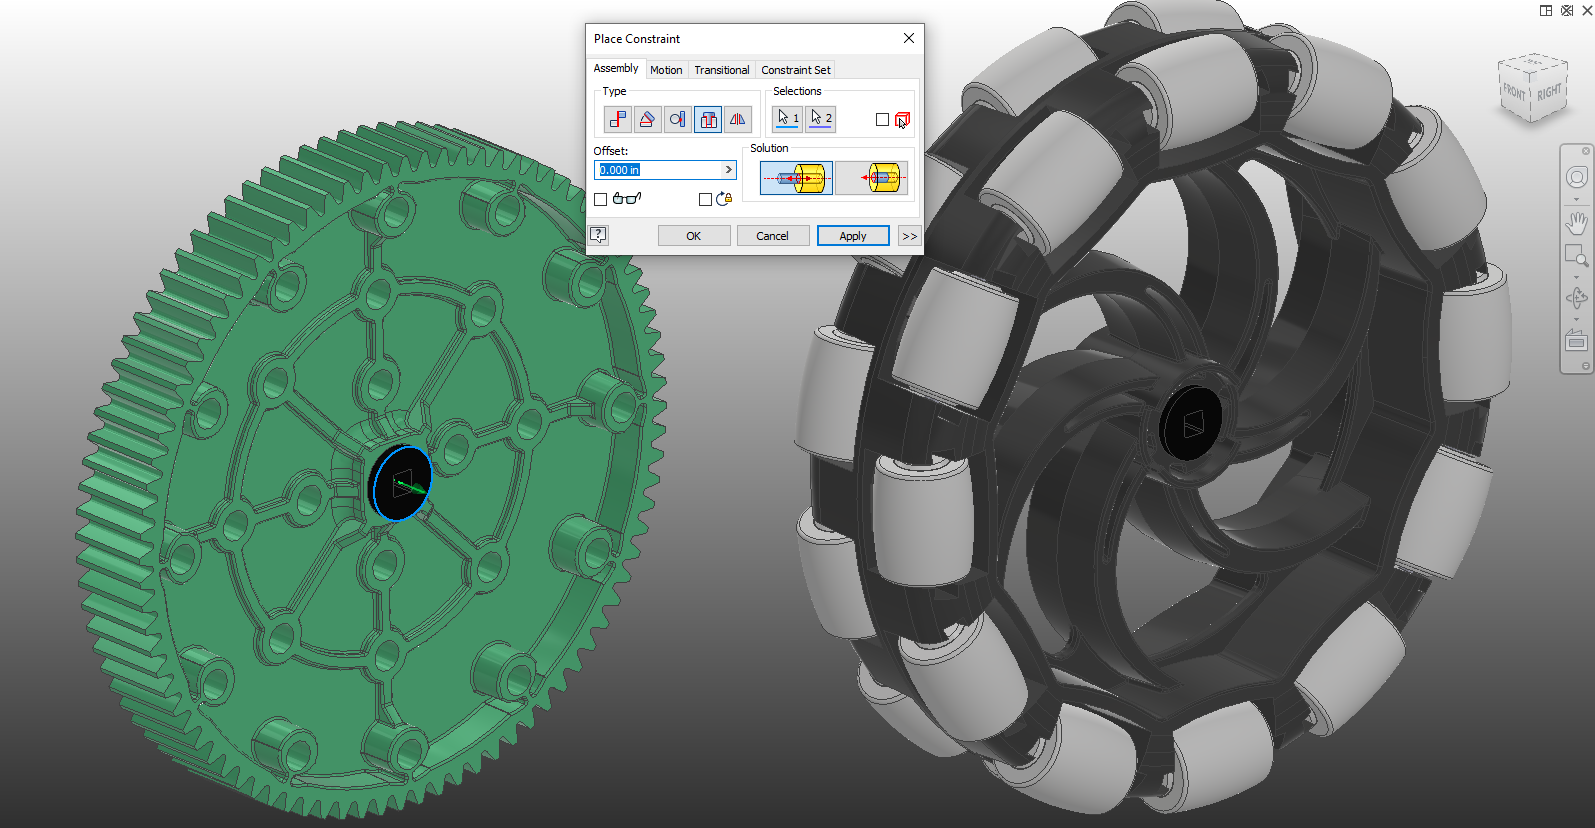 Place Constraint
Assembly Motion Transitional Constraint Set
Type
Selections
1 2
Offset:
0.000 in
>
Solution
?
OK Cancel Apply >>
FRONT RIGHT